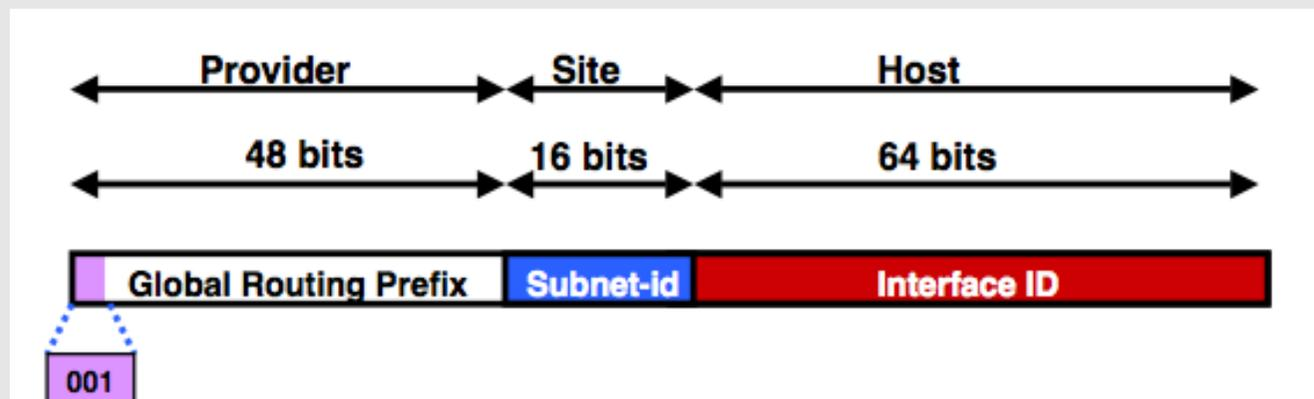 Provider Site Host
48 bits 16 bits 64 bits
Global Routing Prefix Subnet-id Interface ID
001